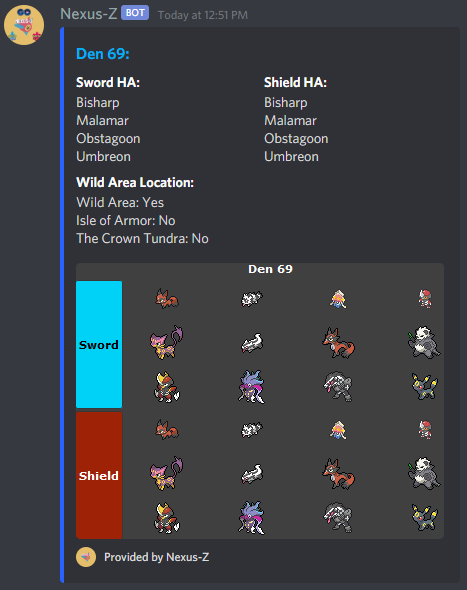 Nexus-Z BOT Today at 12:51 PM
Den 69:
Sword HA:
Bisharp
Malamar
Obstagoon
Umbreon
Shield HA:
Bisharp
Malamar
Obstagoon
Umbreon
Wild Area Location:
Wild Area: Yes
Isle of Armor: No
The Crown Tundra: No
Den 69
Sword
Shield
Provided by Nexus-Z